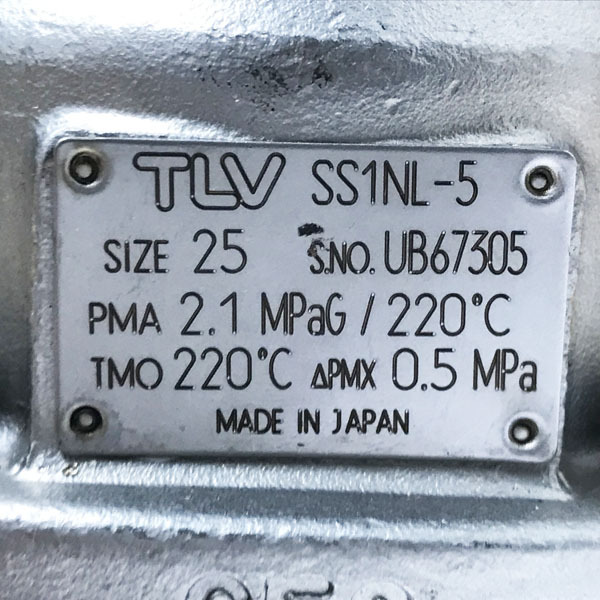 TLV SS1NL-5
SIZE 25 S.NO. UB67305
PMA 2.1 MPaG / 220°C
TMO 220°C ΔPMX 0.5 MPa
MADE IN JAPAN